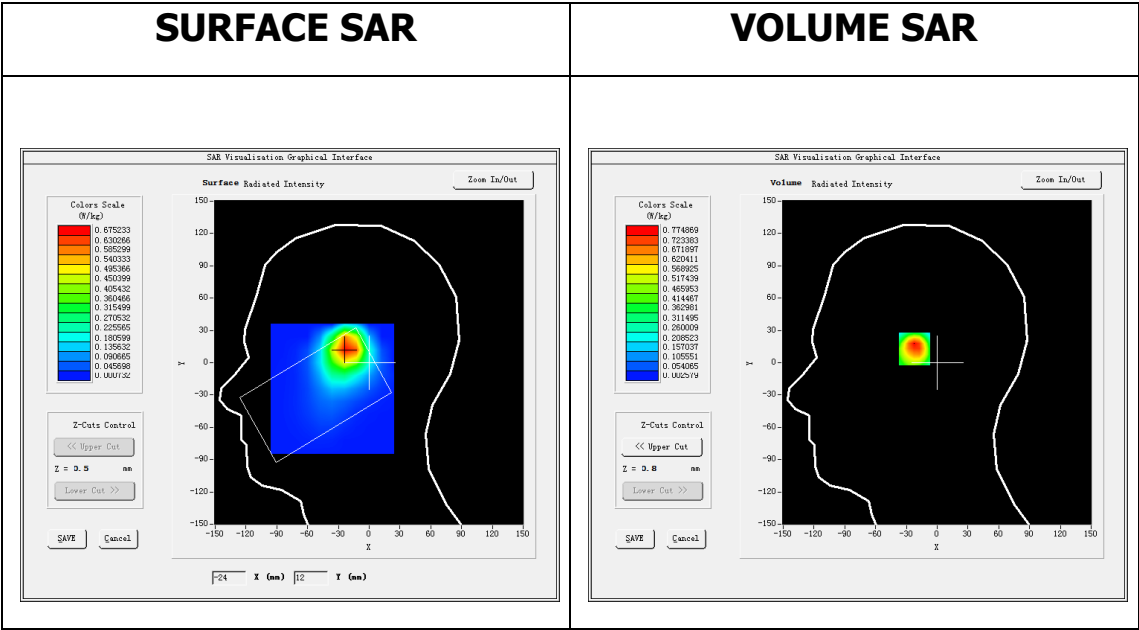 SURFACE SAR
VOLUME SAR
SAR Visualisation Graphical Interface
Surface Radiated Intensity
Zoom In/Out
Colors Scale
(W/kg)
0.675233
0.630266
0.585299
0.540333
0.495366
0.450399
0.405432
0.360466
0.315499
0.270532
0.225565
0.180599
0.135632
0.090665
0.045698
0.000732
Z-Cuts Control
<< Upper Cut
Z = 0.5 mm
Lower Cut >>
SAVE
Cancel
150
120
90
60
30
0
-30
-60
-90
-120
-150
Y
-150 -120 -90 -60 -30 0 30 60 90 120 150
X
-24 X (mm) 12 Y (mm)
SAR Visualisation Graphical Interface
Volume Radiated Intensity
Zoom In/Out
Colors Scale
(W/kg)
0.774869
0.723383
0.671897
0.620411
0.568925
0.517439
0.465953
0.414467
0.362981
0.311495
0.260009
0.208523
0.157037
0.105551
0.054065
0.002579
Z-Cuts Control
<< Upper Cut
Z = 0.8 mm
Lower Cut >>
SAVE
Cancel
150
120
90
60
30
0
-30
-60
-90
-120
-150
Y
-150 -120 -90 -60 -30 0 30 60 90 120 150
X